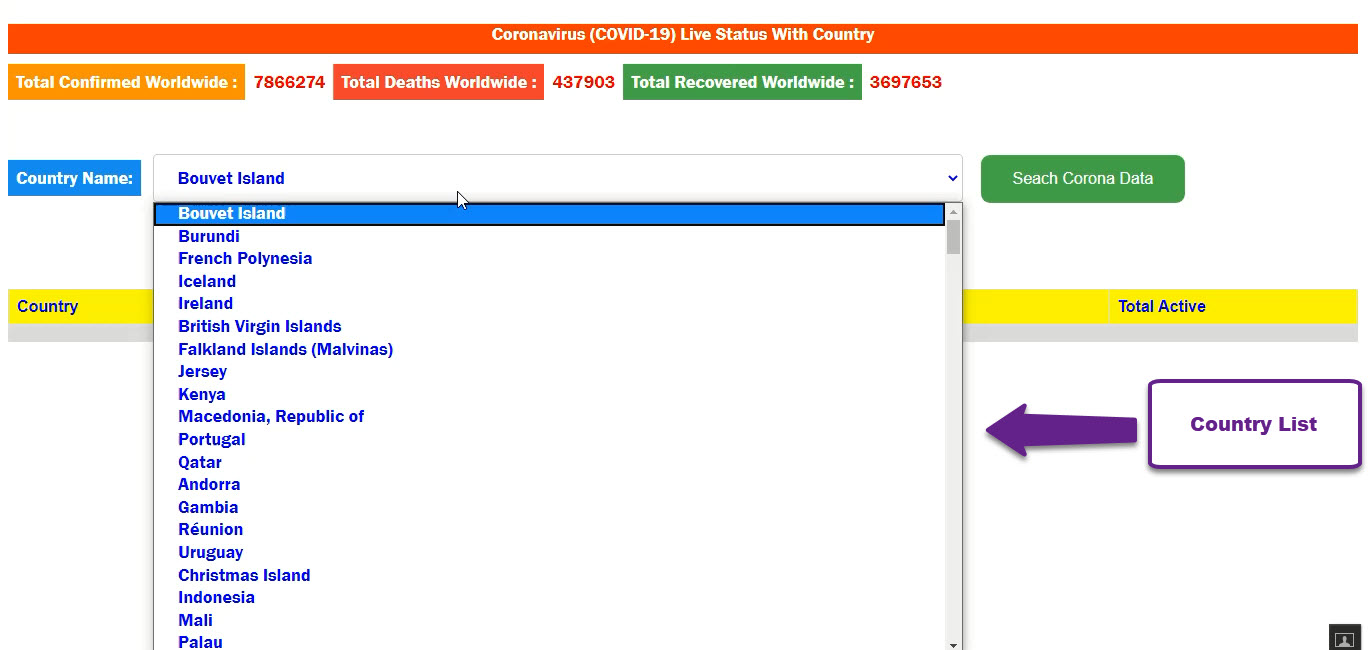 Coronavirus (COVID-19) Live Status With Country
Total Confirmed Worldwide : 7866274 Total Deaths Worldwide : 437903 Total Recovered Worldwide : 3697653
Country Name: Bouvet Island Seach Corona Data
Bouvet Island
Burundi
French Polynesia
Iceland
Ireland
British Virgin Islands
Falkland Islands (Malvinas)
Jersey
Kenya
Macedonia, Republic of
Portugal
Qatar
Andorra
Gambia
Réunion
Uruguay
Christmas Island
Indonesia
Mali
Palau
Country Total Active
Country List